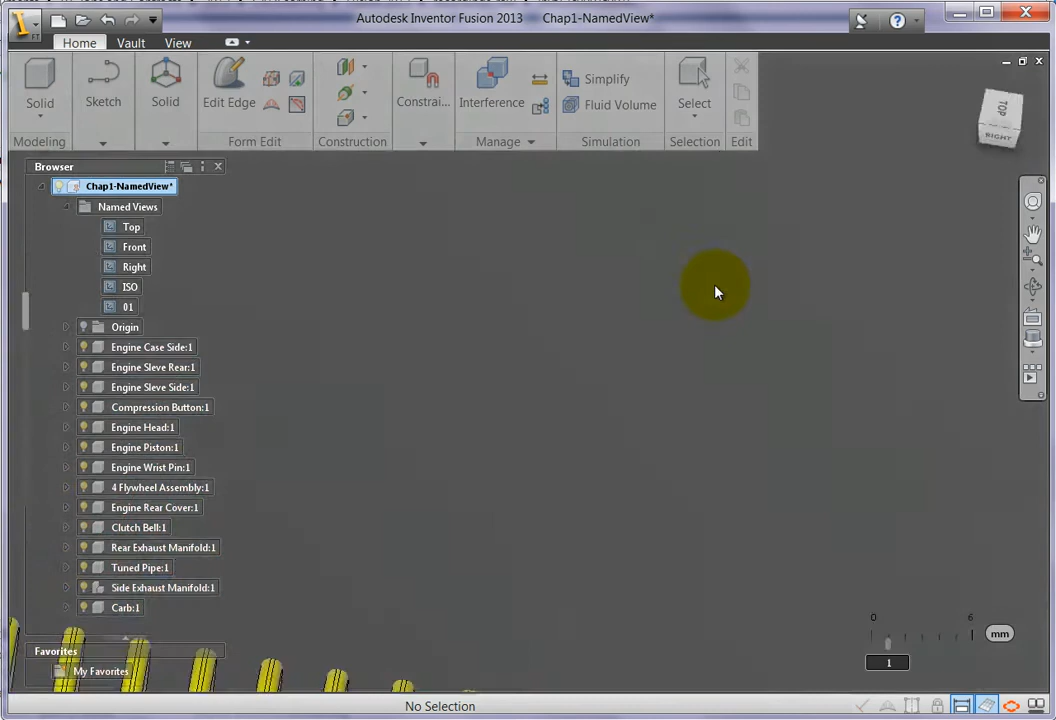 Autodesk Inventor Fusion 2013 Chap1-NamedView*
FT
Home Vault View
Solid
Sketch
Solid
Edit Edge
Constrai...
Interference
Simplify
Fluid Volume
Select
Modeling
Form Edit
Construction
Manage
Simulation
Selection
Edit
TOP
RIGHT
Browser
Chap1-NamedView*
Named Views
Top
Front
Right
ISO
01
Origin
Engine Case Side:1
Engine Sleve Rear:1
Engine Sleve Side:1
Compression Button:1
Engine Head:1
Engine Piston:1
Engine Wrist Pin:1
4 Flywheel Assembly:1
Engine Rear Cover:1
Clutch Bell:1
Rear Exhaust Manifold:1
Tuned Pipe:1
Side Exhaust Manifold:1
Carb:1
Favorites
My Favorites
0 6
mm
1
No Selection